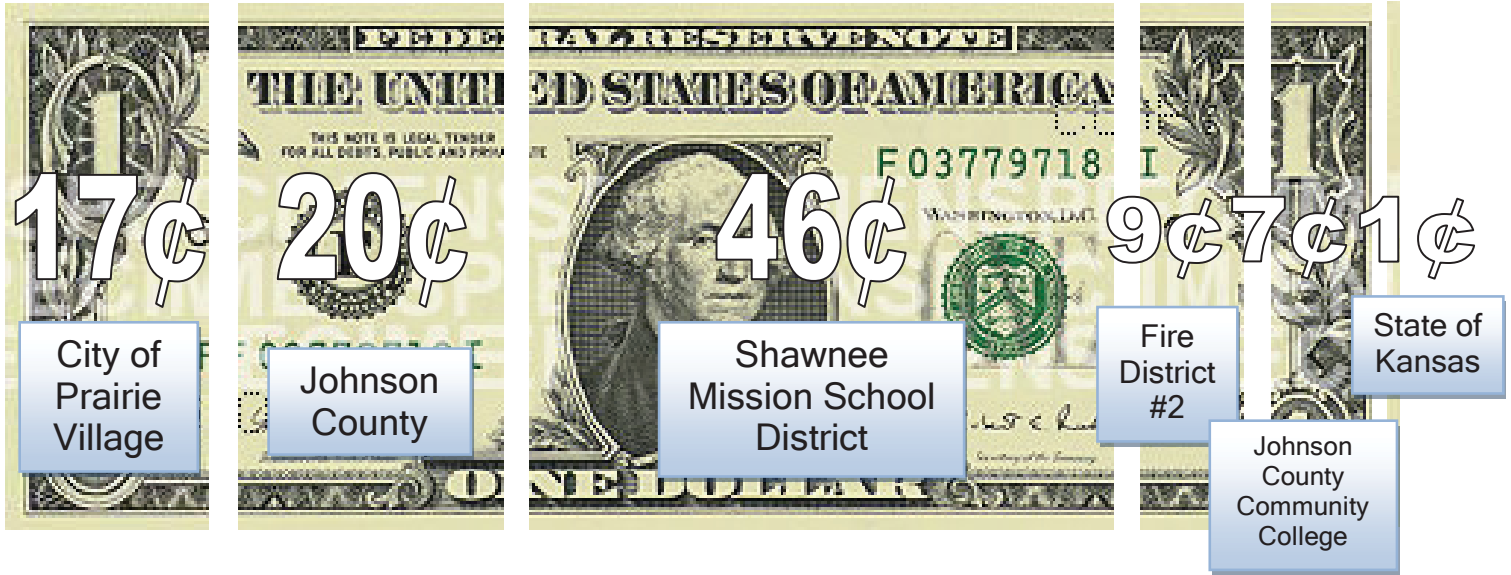 FEDERAL RESERVE NOTE
THE UNITED STATES OF AMERICA
THIS NOTE IS LEGAL TENDER
FOR ALL DEBTS, PUBLIC AND PRIVATE
F03779718 I
WASHINGTON, D.C.
17¢ 20¢ 46¢ 9¢ 7¢ 1¢
City of
Prairie
Village
Johnson
County
Shawnee
Mission School
District
Fire
District
#2
Johnson
County
Community
College
State of
Kansas
ONE DOLLAR